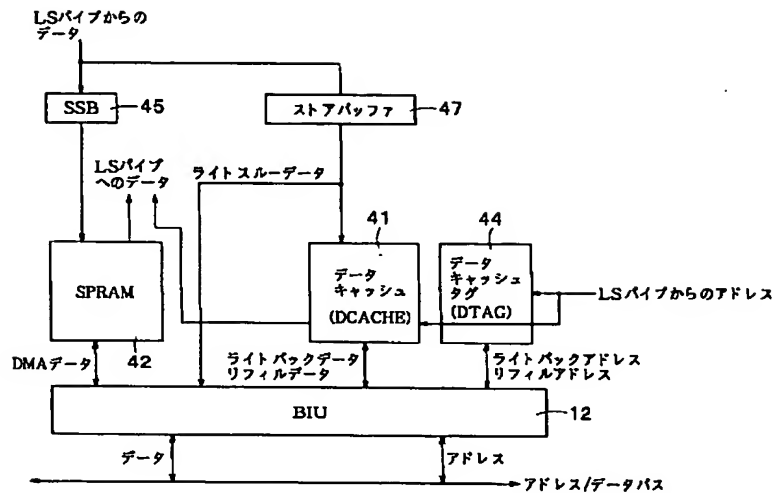 LSパイプからの
データ
SSB
45
ストアバッファ
47
LSパイプ
へのデータ
ライトスルーデータ
41
44
SPRAM
データ
キャッシュ
(DCACHE)
データ
キャッシュ
タグ
(DTAG)
LSパイプからのアドレス
DMAデータ
42
ライトバックデータ
リフィルデータ
ライトバックアドレス
リフィルアドレス
BIU
12
データ
アドレス
アドレス/データバス